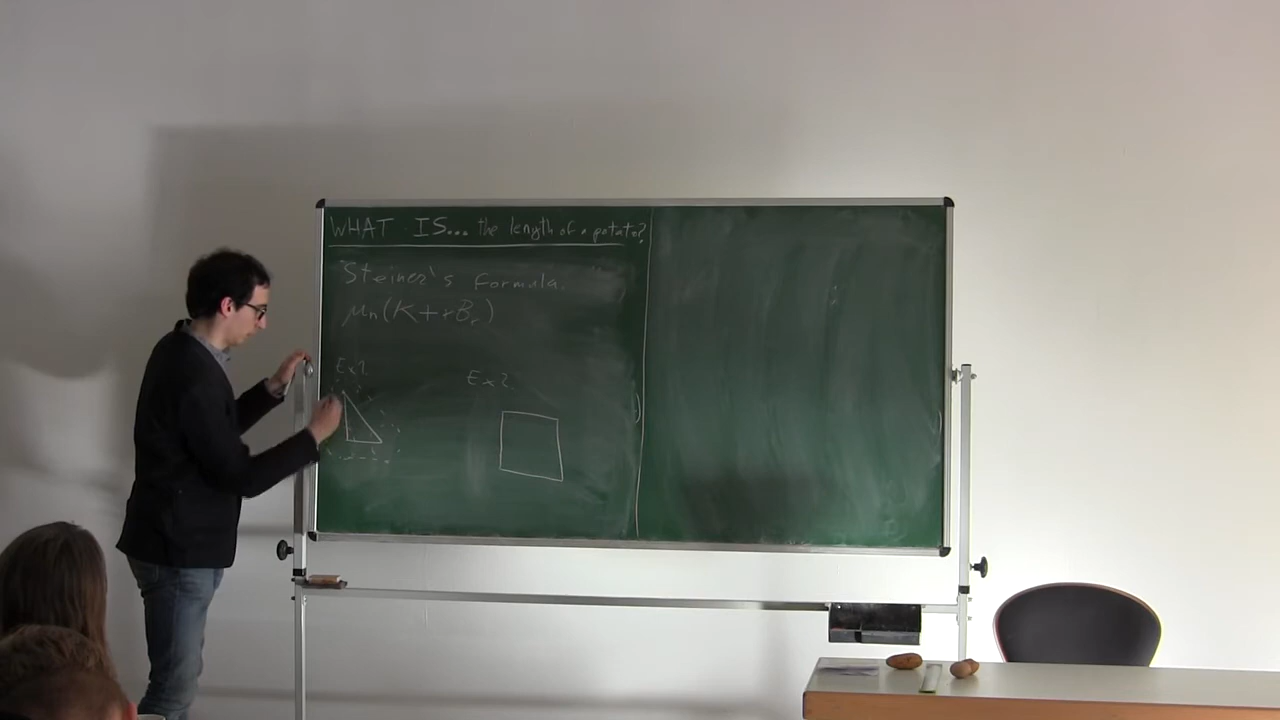 WHAT IS... the length of a potato?
Steiner's Formula.
μn(K+rBr)
Ex1
Ex2